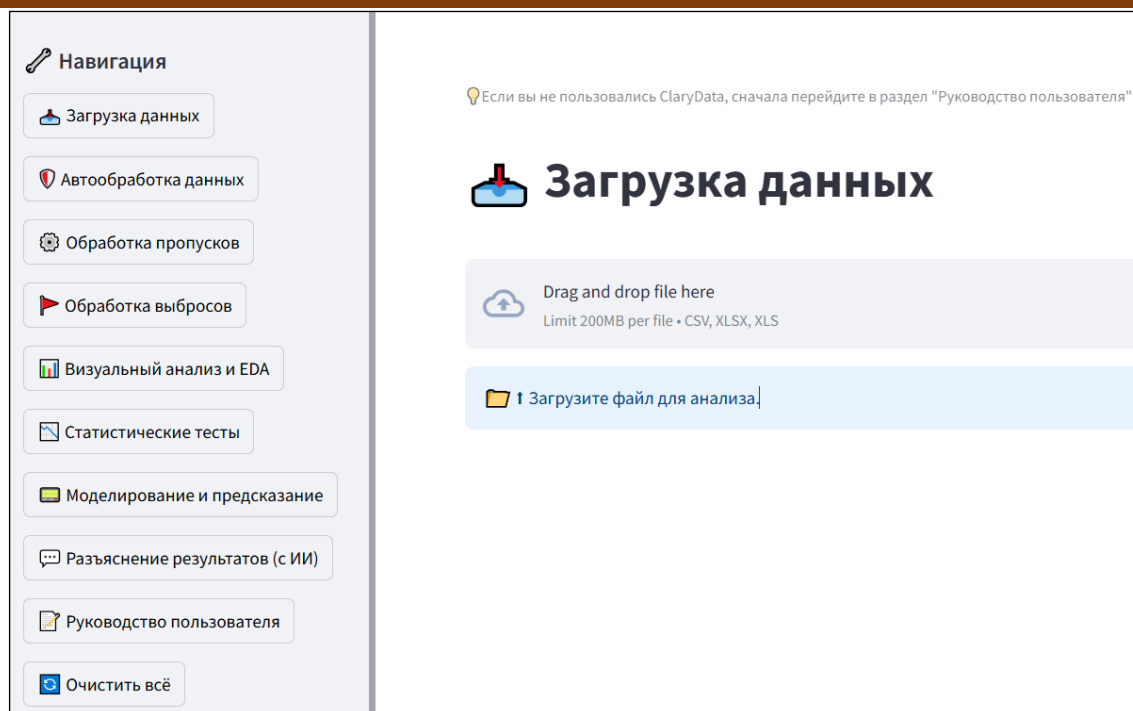 Навигация
Загрузка данных
Автообработка данных
Обработка пропусков
Обработка выбросов
Визуальный анализ и EDA
Статистические тесты
Моделирование и предсказание
Разъяснение результатов (с ИИ)
Руководство пользователя
Очистить всё
Если вы не пользовались ClaryData, сначала перейдите в раздел "Руководство пользователя"
Загрузка данных
Drag and drop file here
Limit 200MB per file • CSV, XLSX, XLS
Загрузите файл для анализа.